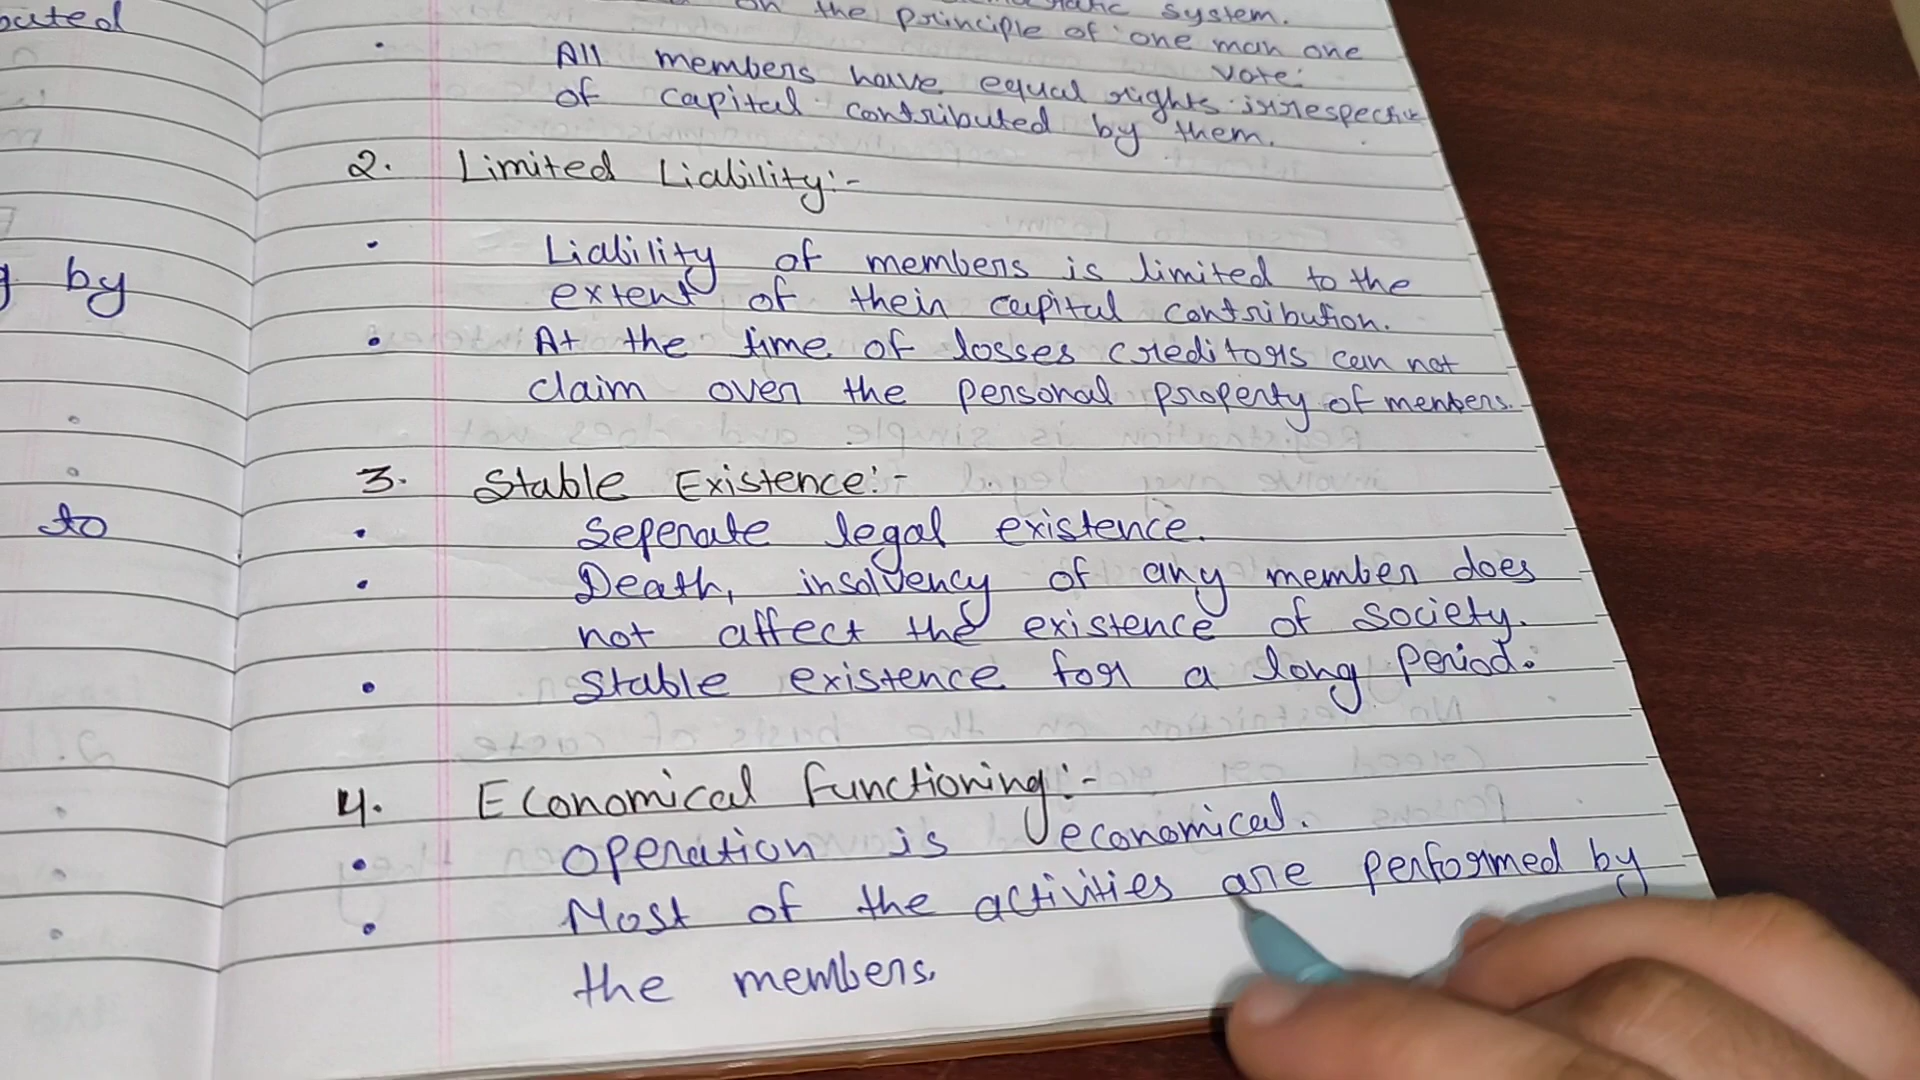 buted
by
to
on the principle of one man one
system.
vote.
All members have equal rights irrespective
of capital contributed by them.
2. Limited Liability:-
Liability of members is limited to the
extent of their capital contribution.
At the time of losses creditors can not
claim over the personal property of members.
3. Stable Existence:-
Seperate legal existence.
Death, insolvency of any member does
not affect the existence of society.
Stable existence for a long Period.
4. Economical functioning:-
Operation is economical.
Most of the activities are performed by
the members.